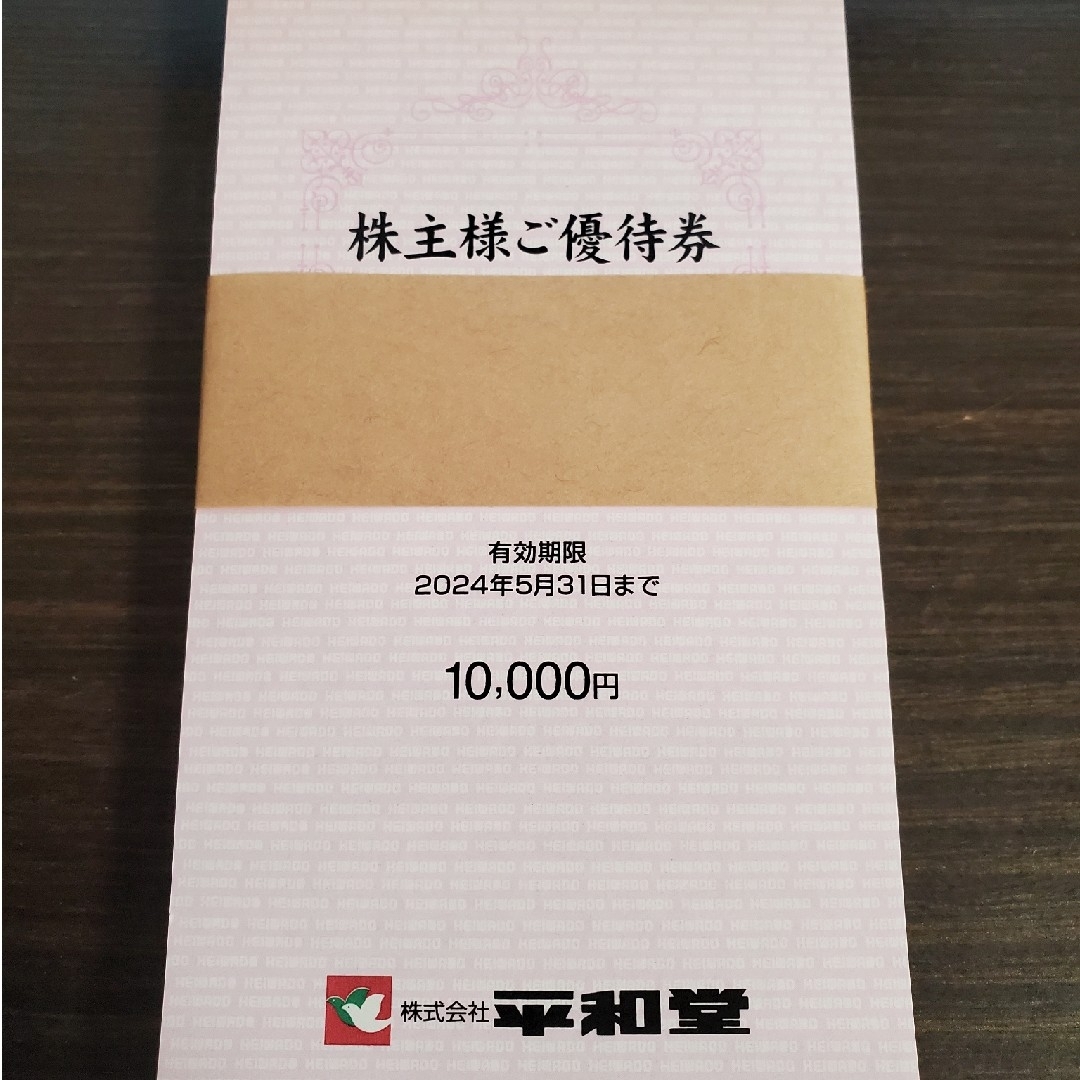 株主様ご優待券
有効期限
2024年5月31日まで
10,000円
株式会社 平和堂